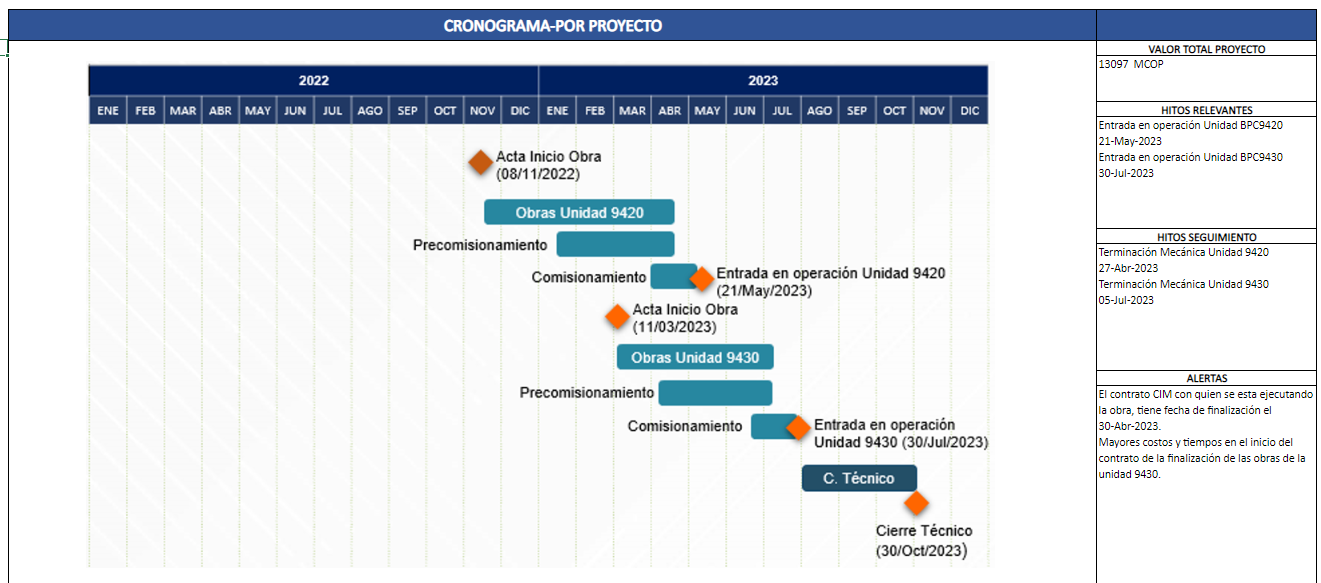 CRONOGRAMA-POR PROYECTO
2022
2023
ENE FEB MAR ABR MAY JUN JUL AGO SEP OCT NOV DIC ENE FEB MAR ABR MAY JUN JUL AGO SEP OCT NOV DIC
Acta Inicio Obra
(08/11/2022)
Obras Unidad 9420
Precomisionamiento
Comisionamiento
Entrada en operación Unidad 9420
(21/May/2023)
Acta Inicio Obra
(11/03/2023)
Obras Unidad 9430
Precomisionamiento
Comisionamiento
Entrada en operación
Unidad 9430 (30/Jul/2023)
C. Técnico
Cierre Técnico
(30/Oct/2023)
VALOR TOTAL PROYECTO
13097 MCOP
HITOS RELEVANTES
Entrada en operación Unidad BPC9420
21-May-2023
Entrada en operación Unidad BPC9430
30-Jul-2023
HITOS SEGUIMIENTO
Terminación Mecánica Unidad 9420
27-Abr-2023
Terminación Mecánica Unidad 9430
05-Jul-2023
ALERTAS
El contrato CIM con quien se esta ejecutando
la obra, tiene fecha de finalización el
30-Abr-2023.
Mayores costos y tiempos en el inicio del
contrato de la finalización de las obras de la
unidad 9430.